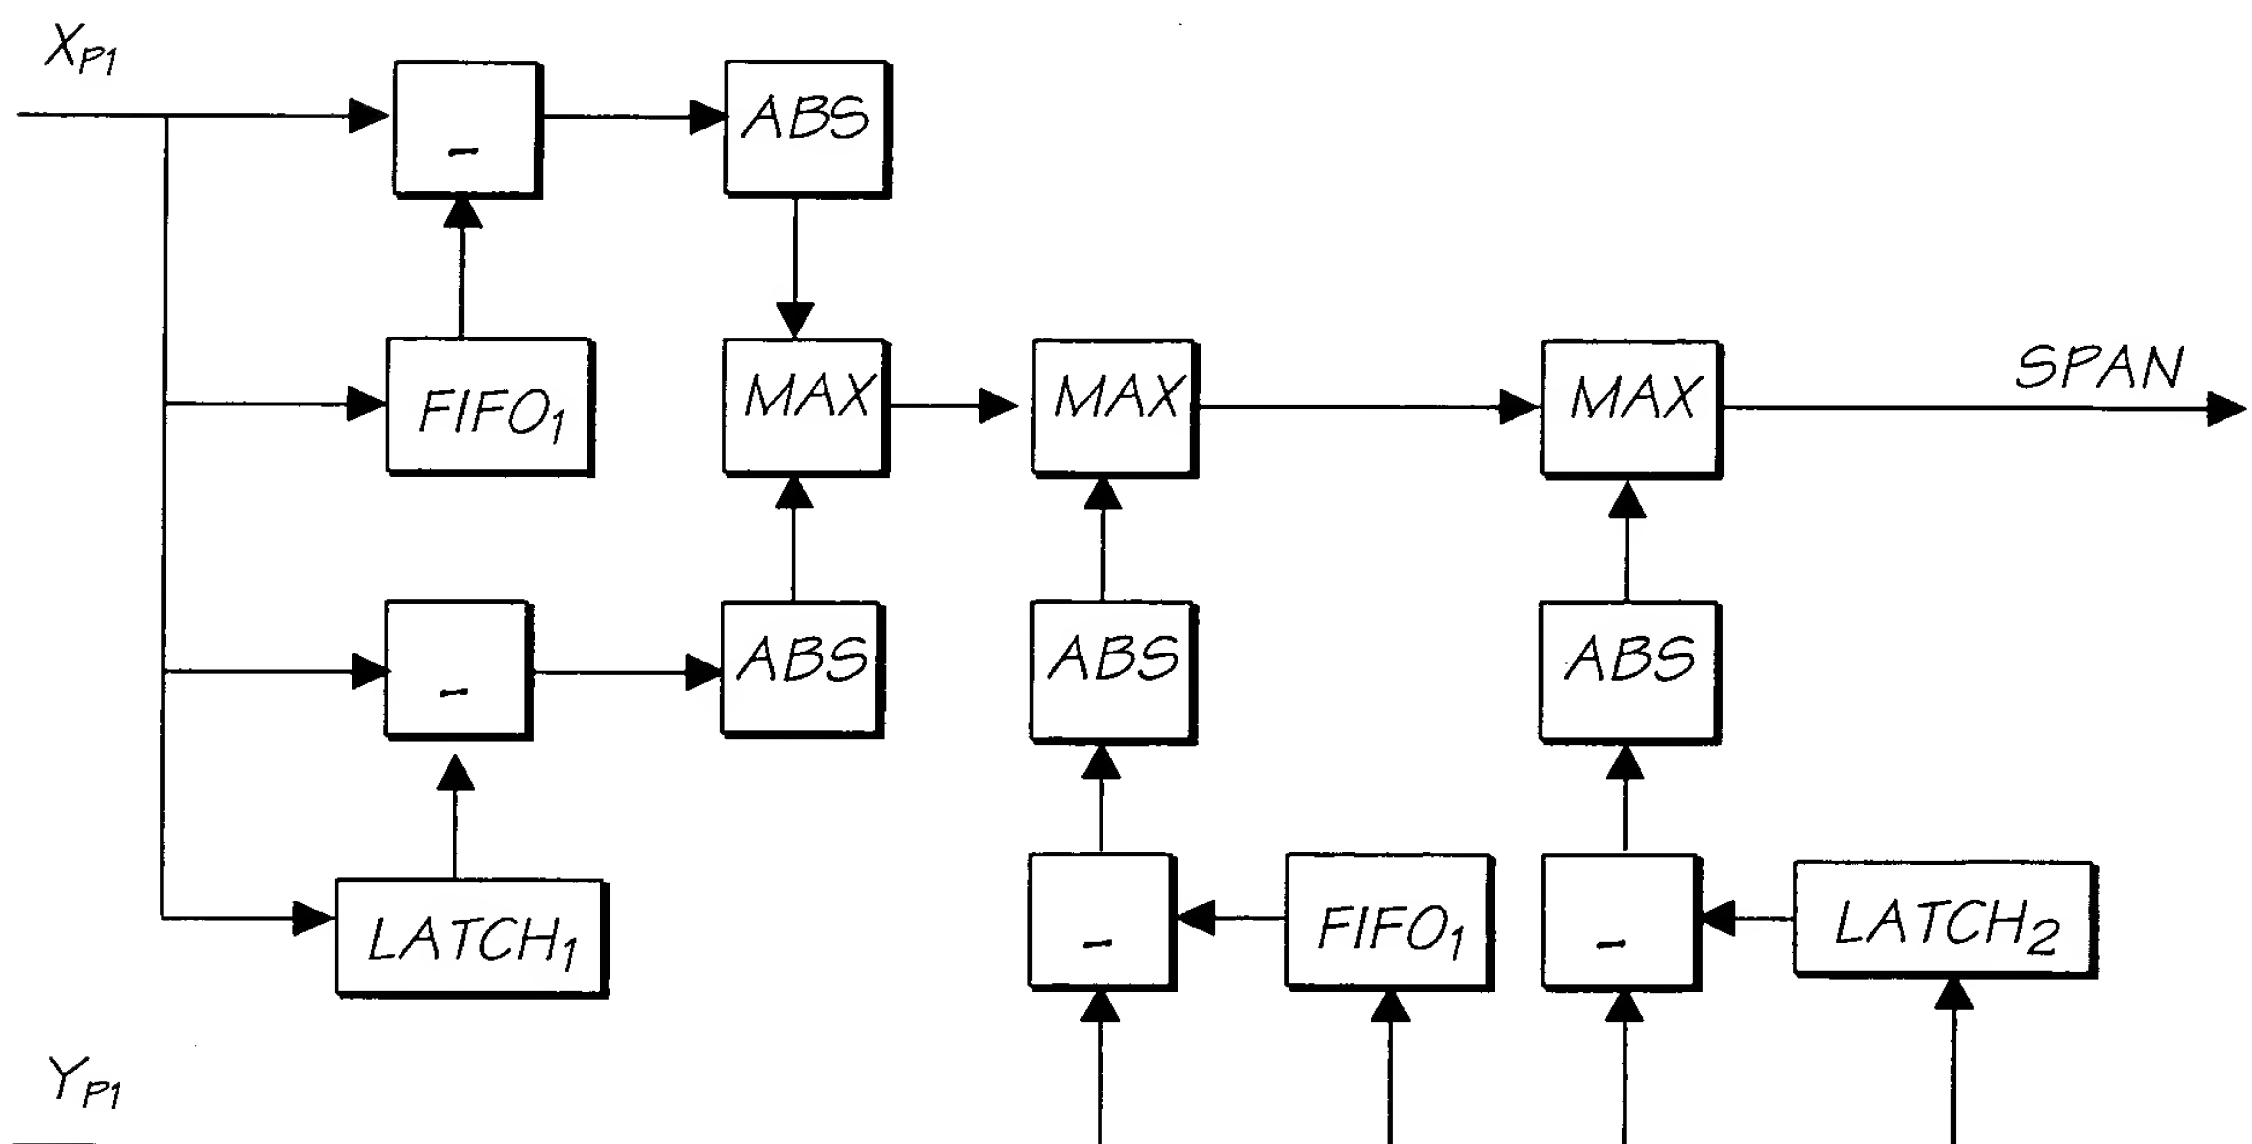 X_P1
-
ABS
FIFO_1
MAX
MAX
MAX
SPAN
-
ABS
ABS
ABS
LATCH_1
-
FIFO_1
-
LATCH_2
Y_P1